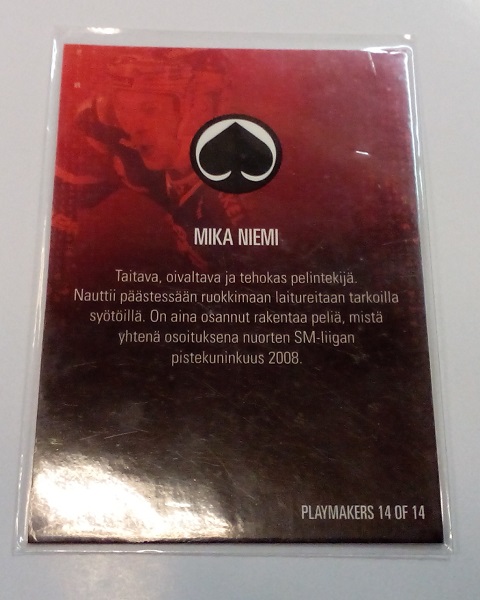 MIKA NIEMI
Taitava, oivaltava ja tehokas pelintekijä.
Nauttii päästessään ruokkimaan laitureitaan tarkoilla
syötöillä. On aina osannut rakentaa peliä, mistä
yhtenä osoituksena nuorten SM-liigan
pistekuninkuus 2008.
PLAYMAKERS 14 OF 14